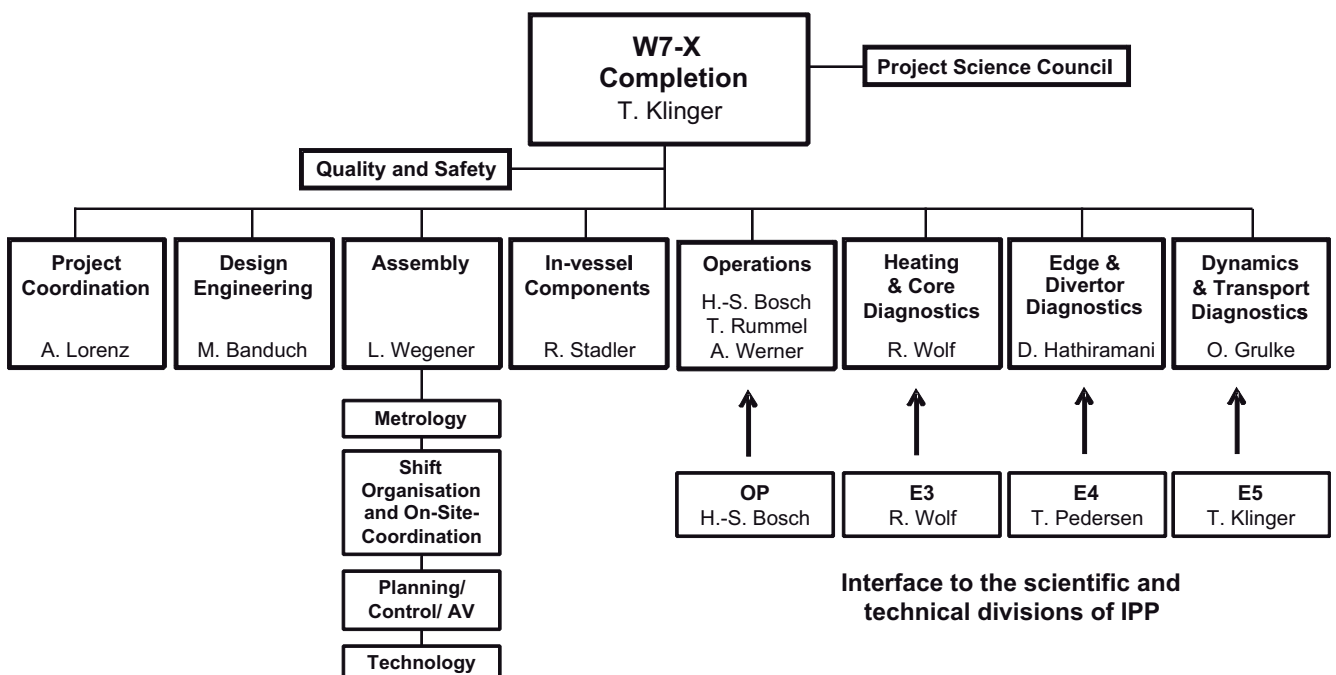 W7-X
Completion
T. Klinger
Project Science Council
Quality and Safety
Project
Coordination
A. Lorenz
Design
Engineering
M. Banduch
Assembly
L. Wegener
In-vessel
Components
R. Stadler
Operations
H.-S. Bosch
T. Rummel
A. Werner
Heating
& Core
Diagnostics
R. Wolf
Edge &
Divertor
Diagnostics
D. Hathiramani
Dynamics
& Transport
Diagnostics
O. Grulke
Metrology
Shift
Organisation
and On-Site-
Coordination
Planning/
Control/ AV
Technology
OP
H.-S. Bosch
E3
R. Wolf
E4
T. Pedersen
E5
T. Klinger
Interface to the scientific and
technical divisions of IPP